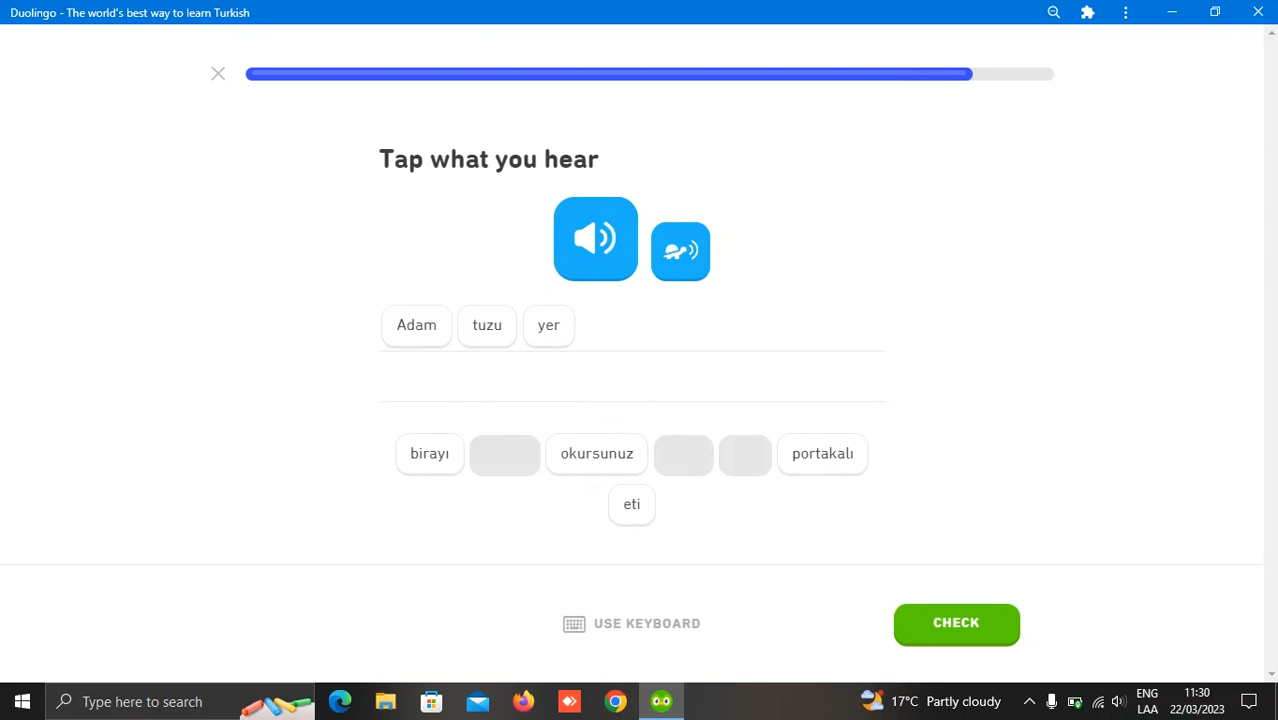 Duolingo - The world's best way to learn Turkish
Tap what you hear
Adam tuzu yer
birayı okursunuz portakalı
eti
USE KEYBOARD
CHECK
Type here to search
17°C Partly cloudy
ENG
LAA
11:30
22/03/2023